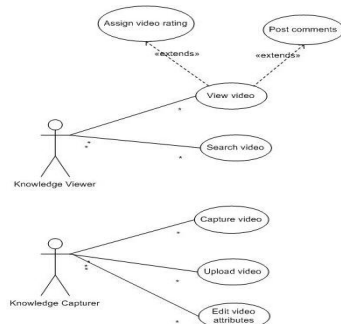 Assign video rating
Post comments
«extends»
«extends»
View video
*
*
*
Search video
*
Knowledge Viewer
Capture video
*
*
*
Upload video
*
Knowledge Capturer
Edit video
attributes
*